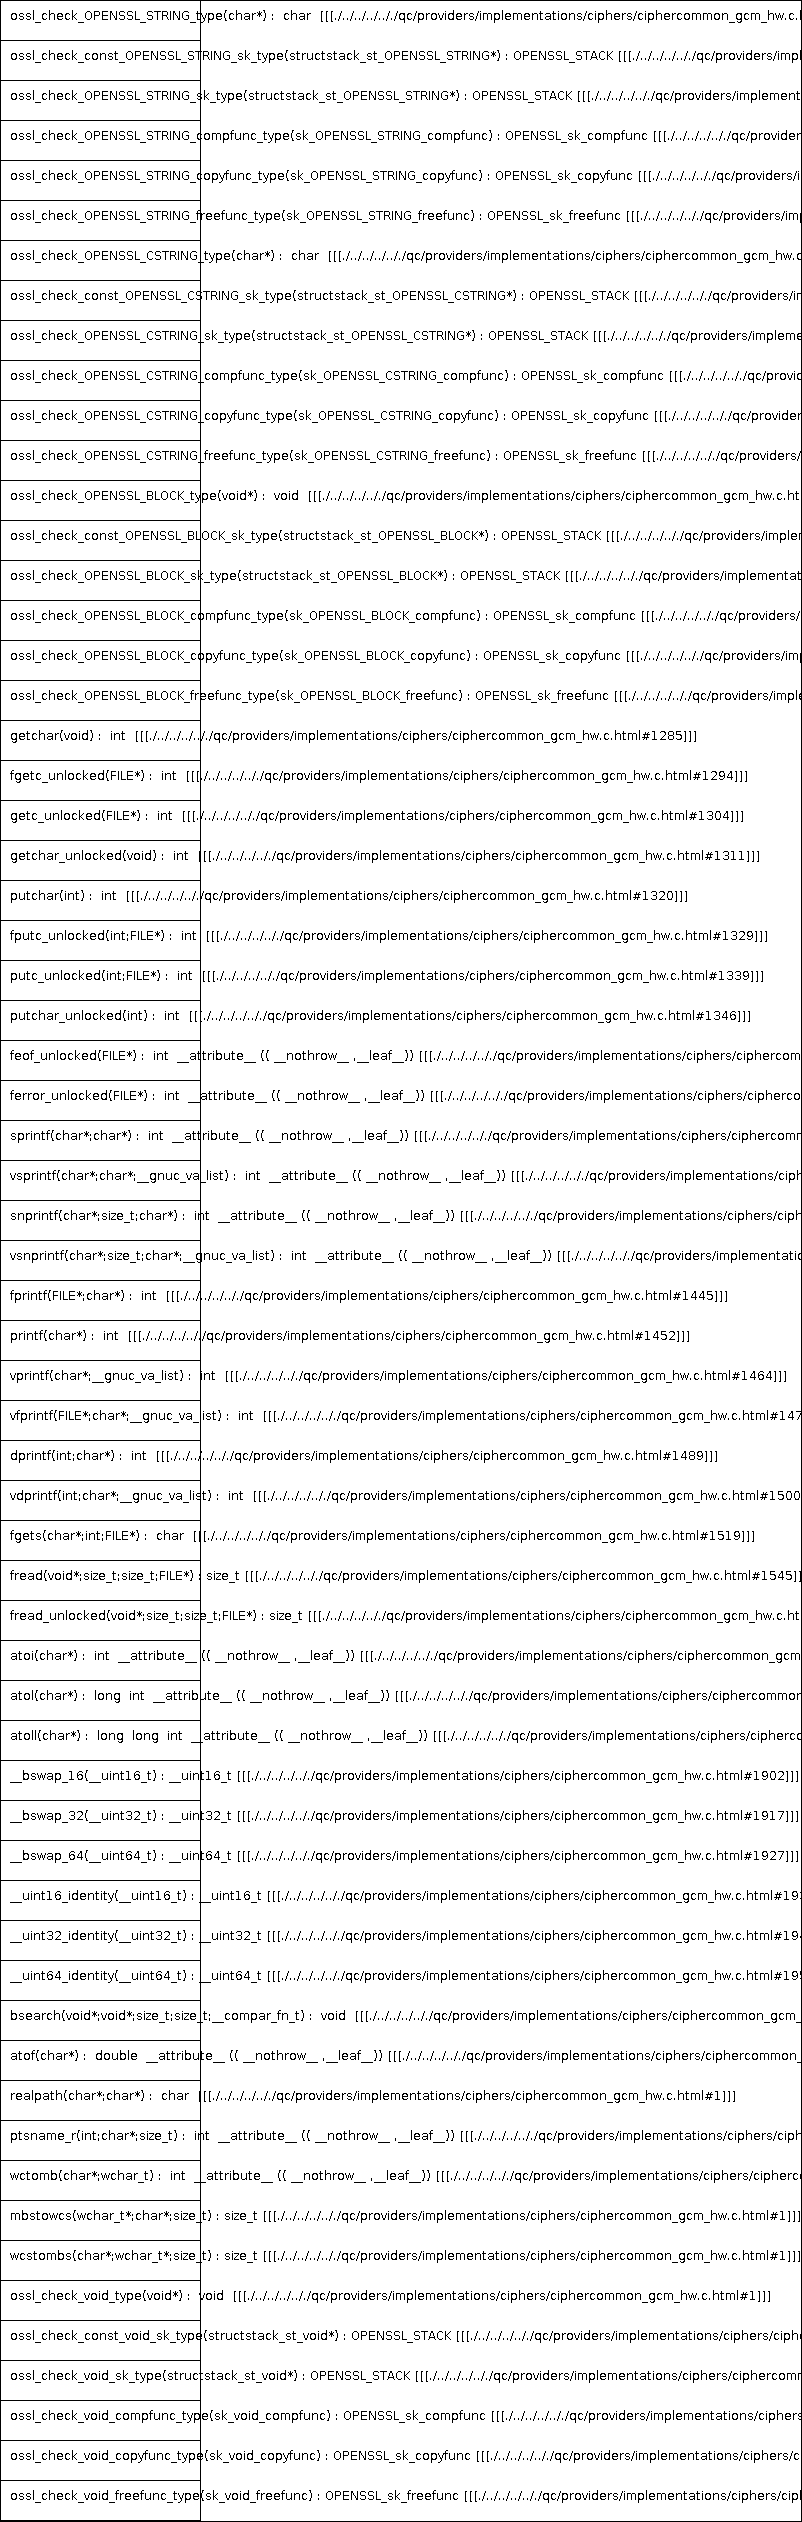 ossl_check_OPENSSL_STRING_type(char*) :  char  [[[./../../../../../qc/providers/implementations/ciphers/ciphercommon_gcm_hw.c.
ossl_check_const_OPENSSL_STRING_sk_type(structstack_st_OPENSSL_STRING*) : OPENSSL_STACK [[[./../../../../../qc/providers/impl
ossl_check_OPENSSL_STRING_sk_type(structstack_st_OPENSSL_STRING*) : OPENSSL_STACK [[[./../../../../../qc/providers/implement
ossl_check_OPENSSL_STRING_compfunc_type(sk_OPENSSL_STRING_compfunc) : OPENSSL_sk_compfunc [[[./../../../../../qc/provider
ossl_check_OPENSSL_STRING_copyfunc_type(sk_OPENSSL_STRING_copyfunc) : OPENSSL_sk_copyfunc [[[./../../../../../qc/providers/i
ossl_check_OPENSSL_STRING_freefunc_type(sk_OPENSSL_STRING_freefunc) : OPENSSL_sk_freefunc [[[./../../../../../qc/providers/im
ossl_check_OPENSSL_CSTRING_type(char*) :  char  [[[./../../../../../qc/providers/implementations/ciphers/ciphercommon_gcm_hw.c
ossl_check_const_OPENSSL_CSTRING_sk_type(structstack_st_OPENSSL_CSTRING*) : OPENSSL_STACK [[[./../../../../../qc/providers/i
ossl_check_OPENSSL_CSTRING_sk_type(structstack_st_OPENSSL_CSTRING*) : OPENSSL_STACK [[[./../../../../../qc/providers/impleme
ossl_check_OPENSSL_CSTRING_compfunc_type(sk_OPENSSL_CSTRING_compfunc) : OPENSSL_sk_compfunc [[[./../../../../../qc/provid
ossl_check_OPENSSL_CSTRING_copyfunc_type(sk_OPENSSL_CSTRING_copyfunc) : OPENSSL_sk_copyfunc [[[./../../../../../qc/provider
ossl_check_OPENSSL_CSTRING_freefunc_type(sk_OPENSSL_CSTRING_freefunc) : OPENSSL_sk_freefunc [[[./../../../../../qc/providers/
ossl_check_OPENSSL_BLOCK_type(void*) :  void  [[[./../../../../../qc/providers/implementations/ciphers/ciphercommon_gcm_hw.c.ht
ossl_check_const_OPENSSL_BLOCK_sk_type(structstack_st_OPENSSL_BLOCK*) : OPENSSL_STACK [[[./../../../../../qc/providers/implem
ossl_check_OPENSSL_BLOCK_sk_type(structstack_st_OPENSSL_BLOCK*) : OPENSSL_STACK [[[./../../../../../qc/providers/implementat
ossl_check_OPENSSL_BLOCK_compfunc_type(sk_OPENSSL_BLOCK_compfunc) : OPENSSL_sk_compfunc [[[./../../../../../qc/providers/
ossl_check_OPENSSL_BLOCK_copyfunc_type(sk_OPENSSL_BLOCK_copyfunc) : OPENSSL_sk_copyfunc [[[./../../../../../qc/providers/im
ossl_check_OPENSSL_BLOCK_freefunc_type(sk_OPENSSL_BLOCK_freefunc) : OPENSSL_sk_freefunc [[[./../../../../../qc/providers/imple
getchar(void) :  int  [[[./../../../../../qc/providers/implementations/ciphers/ciphercommon_gcm_hw.c.html#1285]]]
fgetc_unlocked(FILE*) :  int  [[[./../../../../../qc/providers/implementations/ciphers/ciphercommon_gcm_hw.c.html#1294]]]
getc_unlocked(FILE*) :  int  [[[./../../../../../qc/providers/implementations/ciphers/ciphercommon_gcm_hw.c.html#1304]]]
getchar_unlocked(void) :  int  [[[./../../../../../qc/providers/implementations/ciphers/ciphercommon_gcm_hw.c.html#1311]]]
putchar(int) :  int  [[[./../../../../../qc/providers/implementations/ciphers/ciphercommon_gcm_hw.c.html#1320]]]
fputc_unlocked(int;FILE*) :  int  [[[./../../../../../qc/providers/implementations/ciphers/ciphercommon_gcm_hw.c.html#1329]]]
putc_unlocked(int;FILE*) :  int  [[[./../../../../../qc/providers/implementations/ciphers/ciphercommon_gcm_hw.c.html#1339]]]
putchar_unlocked(int) :  int  [[[./../../../../../qc/providers/implementations/ciphers/ciphercommon_gcm_hw.c.html#1346]]]
feof_unlocked(FILE*) :  int  __attribute__ (( __nothrow__ ,__leaf__)) [[[./../../../../../qc/providers/implementations/ciphers/ciphercom
ferror_unlocked(FILE*) :  int  __attribute__ (( __nothrow__ ,__leaf__)) [[[./../../../../../qc/providers/implementations/ciphers/cipherco
sprintf(char*;char*) :  int  __attribute__ (( __nothrow__ ,__leaf__)) [[[./../../../../../qc/providers/implementations/ciphers/ciphercomm
vsprintf(char*;char*;__gnuc_va_list) :  int  __attribute__ (( __nothrow__ ,__leaf__)) [[[./../../../../../qc/providers/implementations/ciph
snprintf(char*;size_t;char*) :  int  __attribute__ (( __nothrow__ ,__leaf__)) [[[./../../../../../qc/providers/implementations/ciphers/ciph
vsnprintf(char*;size_t;char*;__gnuc_va_list) :  int  __attribute__ (( __nothrow__ ,__leaf__)) [[[./../../../../../qc/providers/implementatio
fprintf(FILE*;char*) :  int  [[[./../../../../../qc/providers/implementations/ciphers/ciphercommon_gcm_hw.c.html#1445]]]
printf(char*) :  int  [[[./../../../../../qc/providers/implementations/ciphers/ciphercommon_gcm_hw.c.html#1452]]]
vprintf(char*;__gnuc_va_list) :  int  [[[./../../../../../qc/providers/implementations/ciphers/ciphercommon_gcm_hw.c.html#1464]]]
vfprintf(FILE*;char*;__gnuc_va_list) :  int  [[[./../../../../../qc/providers/implementations/ciphers/ciphercommon_gcm_hw.c.html#147
dprintf(int;char*) :  int  [[[./../../../../../qc/providers/implementations/ciphers/ciphercommon_gcm_hw.c.html#1489]]]
vdprintf(int;char*;__gnuc_va_list) :  int  [[[./../../../../../qc/providers/implementations/ciphers/ciphercommon_gcm_hw.c.html#1500
fgets(char*;int;FILE*) :  char  [[[./../../../../../qc/providers/implementations/ciphers/ciphercommon_gcm_hw.c.html#1519]]]
fread(void*;size_t;size_t;FILE*) : size_t [[[./../../../../../qc/providers/implementations/ciphers/ciphercommon_gcm_hw.c.html#1545]]
fread_unlocked(void*;size_t;size_t;FILE*) : size_t [[[./../../../../../qc/providers/implementations/ciphers/ciphercommon_gcm_hw.c.ht
atoi(char*) :  int  __attribute__ (( __nothrow__ ,__leaf__)) [[[./../../../../../qc/providers/implementations/ciphers/ciphercommon_gcm
atol(char*) :  long  int  __attribute__ (( __nothrow__ ,__leaf__)) [[[./../../../../../qc/providers/implementations/ciphers/ciphercommon
atoll(char*) :  long  long  int  __attribute__ (( __nothrow__ ,__leaf__)) [[[./../../../../../qc/providers/implementations/ciphers/cipherco
__bswap_16(__uint16_t) : __uint16_t [[[./../../../../../qc/providers/implementations/ciphers/ciphercommon_gcm_hw.c.html#1902]]]
__bswap_32(__uint32_t) : __uint32_t [[[./../../../../../qc/providers/implementations/ciphers/ciphercommon_gcm_hw.c.html#1917]]]
__bswap_64(__uint64_t) : __uint64_t [[[./../../../../../qc/providers/implementations/ciphers/ciphercommon_gcm_hw.c.html#1927]]]
__uint16_identity(__uint16_t) : __uint16_t [[[./../../../../../qc/providers/implementations/ciphers/ciphercommon_gcm_hw.c.html#193
__uint32_identity(__uint32_t) : __uint32_t [[[./../../../../../qc/providers/implementations/ciphers/ciphercommon_gcm_hw.c.html#194
__uint64_identity(__uint64_t) : __uint64_t [[[./../../../../../qc/providers/implementations/ciphers/ciphercommon_gcm_hw.c.html#195
bsearch(void*;void*;size_t;size_t;__compar_fn_t) :  void  [[[./../../../../../qc/providers/implementations/ciphers/ciphercommon_gcm_
atof(char*) :  double  __attribute__ (( __nothrow__ ,__leaf__)) [[[./../../../../../qc/providers/implementations/ciphers/ciphercommon_
realpath(char*;char*) :  char  [[[./../../../../../qc/providers/implementations/ciphers/ciphercommon_gcm_hw.c.html#1]]]
ptsname_r(int;char*;size_t) :  int  __attribute__ (( __nothrow__ ,__leaf__)) [[[./../../../../../qc/providers/implementations/ciphers/ciph
wctomb(char*;wchar_t) :  int  __attribute__ (( __nothrow__ ,__leaf__)) [[[./../../../../../qc/providers/implementations/ciphers/cipherc
mbstowcs(wchar_t*;char*;size_t) : size_t [[[./../../../../../qc/providers/implementations/ciphers/ciphercommon_gcm_hw.c.html#1]]]
wcstombs(char*;wchar_t*;size_t) : size_t [[[./../../../../../qc/providers/implementations/ciphers/ciphercommon_gcm_hw.c.html#1]]]
ossl_check_void_type(void*) :  void  [[[./../../../../../qc/providers/implementations/ciphers/ciphercommon_gcm_hw.c.html#1]]]
ossl_check_const_void_sk_type(structstack_st_void*) : OPENSSL_STACK [[[./../../../../../qc/providers/implementations/ciphers/ciph
ossl_check_void_sk_type(structstack_st_void*) : OPENSSL_STACK [[[./../../../../../qc/providers/implementations/ciphers/ciphercomm
ossl_check_void_compfunc_type(sk_void_compfunc) : OPENSSL_sk_compfunc [[[./../../../../../qc/providers/implementations/ciphers
ossl_check_void_copyfunc_type(sk_void_copyfunc) : OPENSSL_sk_copyfunc [[[./../../../../../qc/providers/implementations/ciphers/c
ossl_check_void_freefunc_type(sk_void_freefunc) : OPENSSL_sk_freefunc [[[./../../../../../qc/providers/implementations/ciphers/cip